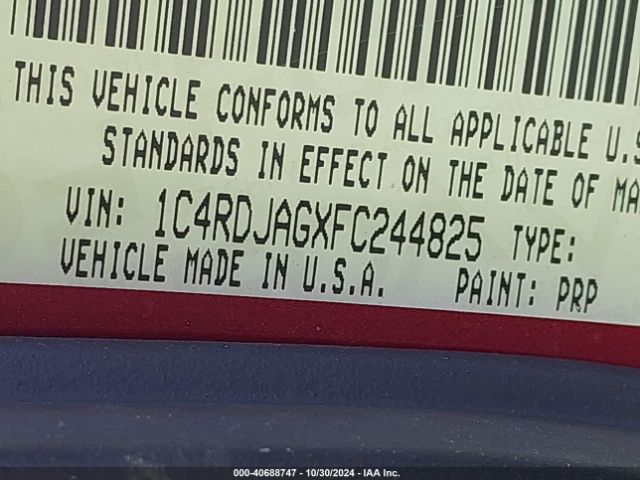 THIS VEHICLE CONFORMS TO ALL APPLICABLE U.S
STANDARDS IN EFFECT ON THE DATE OF MA
VIN: 1C4RDJAGXFC244825 TYPE:
VEHICLE MADE IN U.S.A. PAINT: PRP
000-40688747 - 10/30/2024 - IAA Inc.